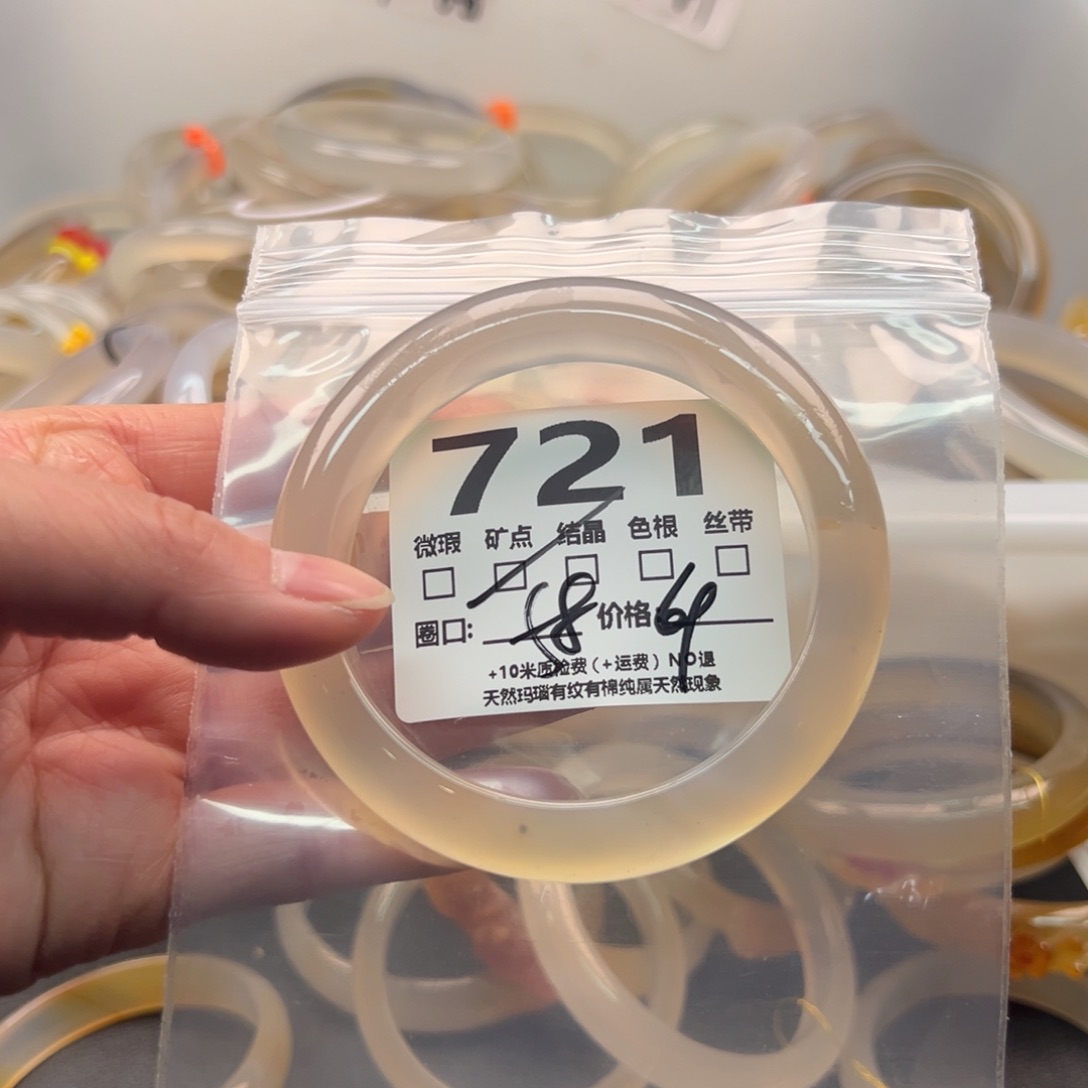 721
微瑕 矿点 结晶 色根 丝带
圈口: 58 价格:
+10米质检费(+运费) NO退
天然玛瑙有纹有棉纯属天然现象